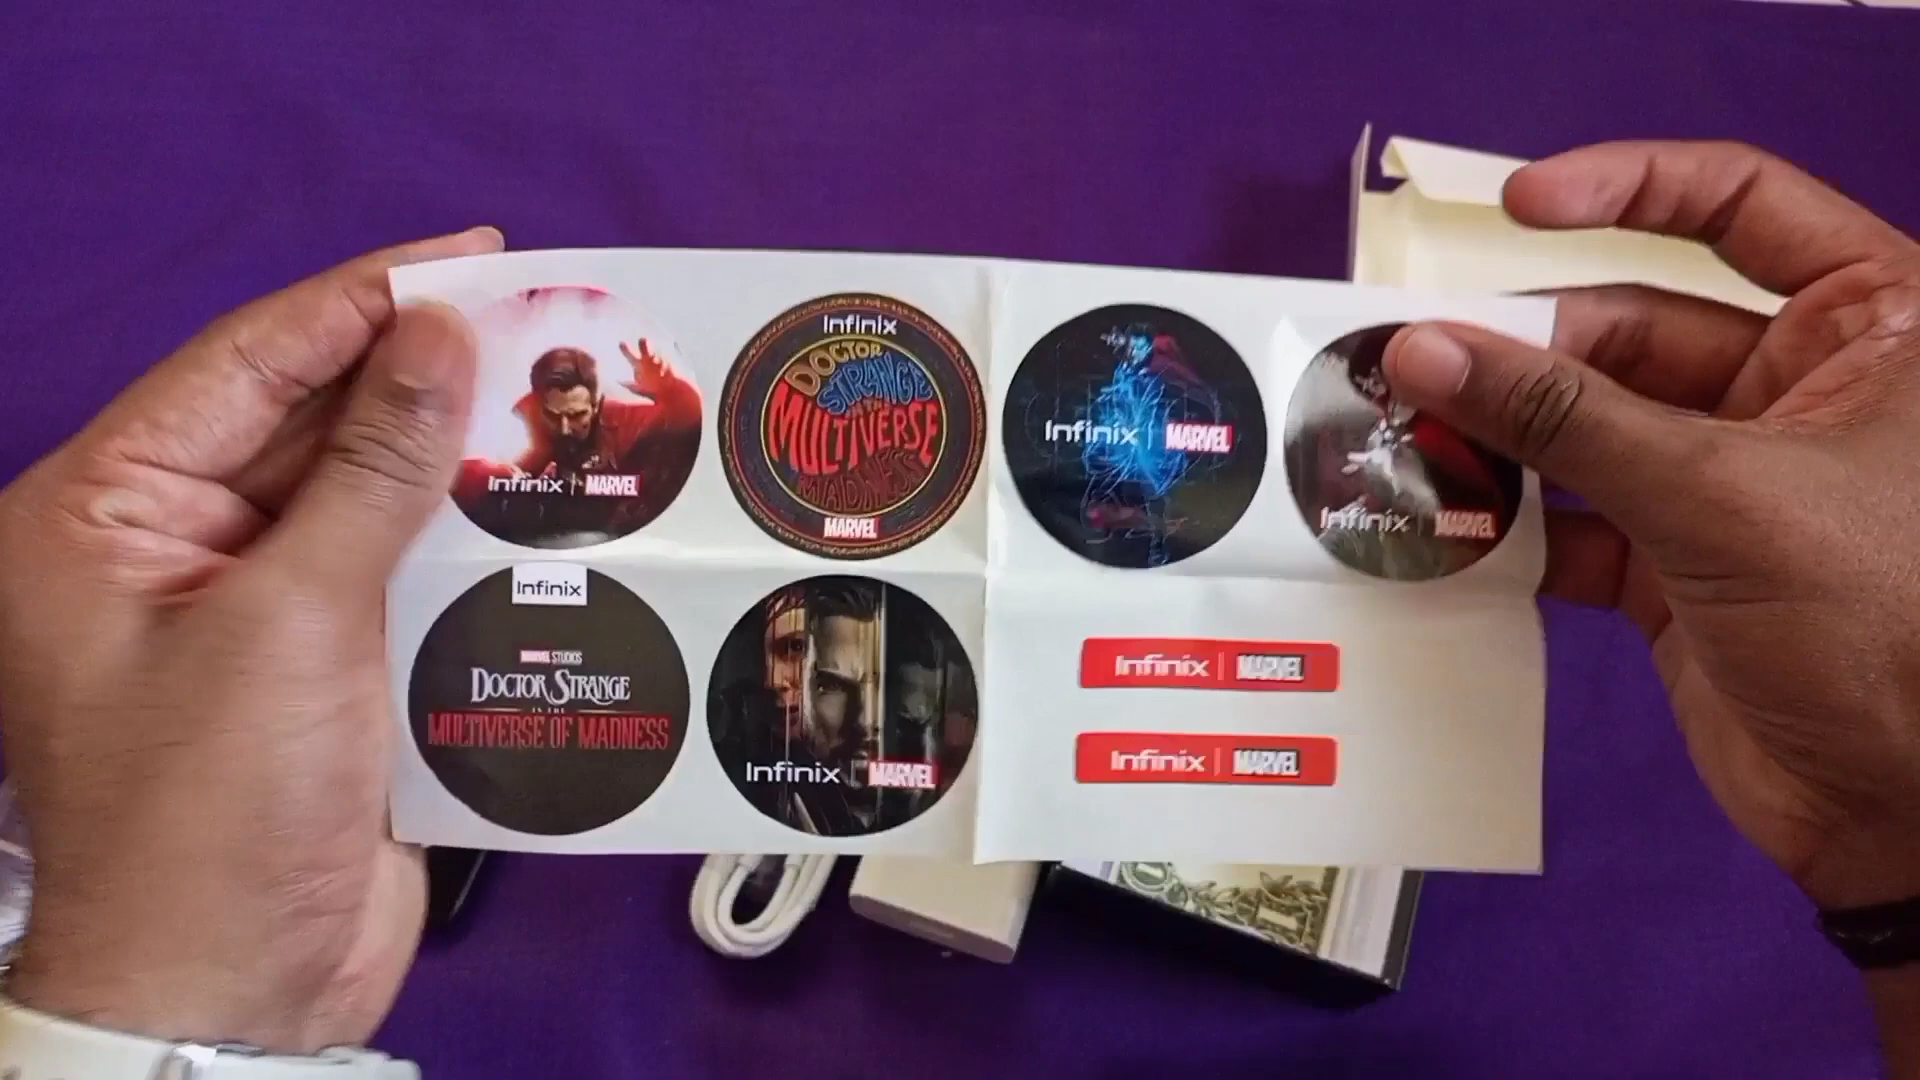 Infinix | MARVEL
Infinix
DOCTOR
STRANGE
IN THE
MULTIVERSE
OF MADNESS
MARVEL
Infinix | MARVEL
Infinix | MARVEL
Infinix
MARVEL STUDIOS
DOCTOR STRANGE
IN THE
MULTIVERSE OF MADNESS
Infinix | MARVEL
Infinix | MARVEL
Infinix | MARVEL
1